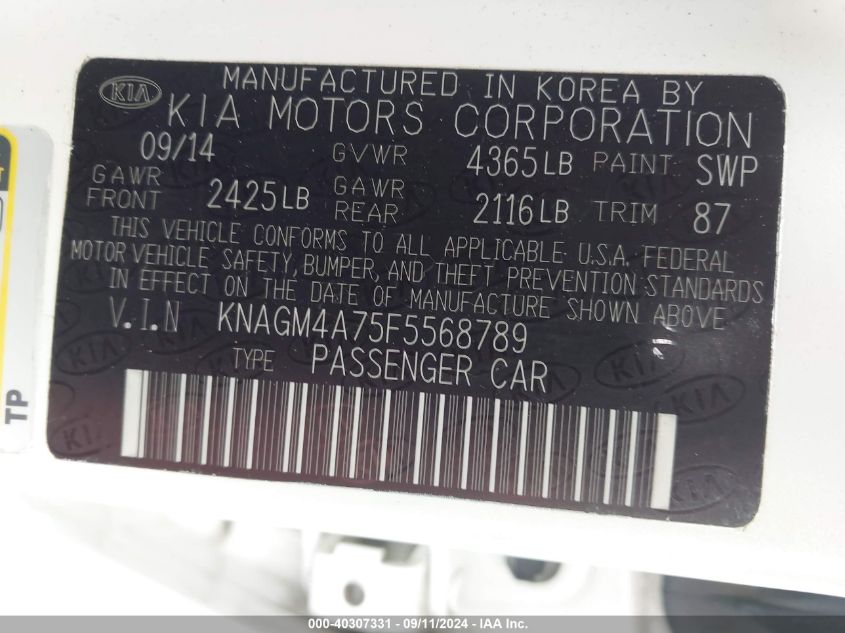 KIA
MANUFACTURED IN KOREA BY
KIA MOTORS CORPORATION
09/14 GVWR 4365LB PAINT SWP
GAWR FRONT 2425LB GAWR REAR 2116LB TRIM 87
THIS VEHICLE CONFORMS TO ALL APPLICABLE U.S.A. FEDERAL
MOTOR VEHICLE SAFETY, BUMPER, AND THEFT PREVENTION STANDARDS
IN EFFECT ON THE DATE OF MANUFACTURE SHOWN ABOVE
V.I.N KNAGM4A75F5568789
TYPE PASSENGER CAR
TP
000-40307331 - 09/11/2024 - IAA Inc.